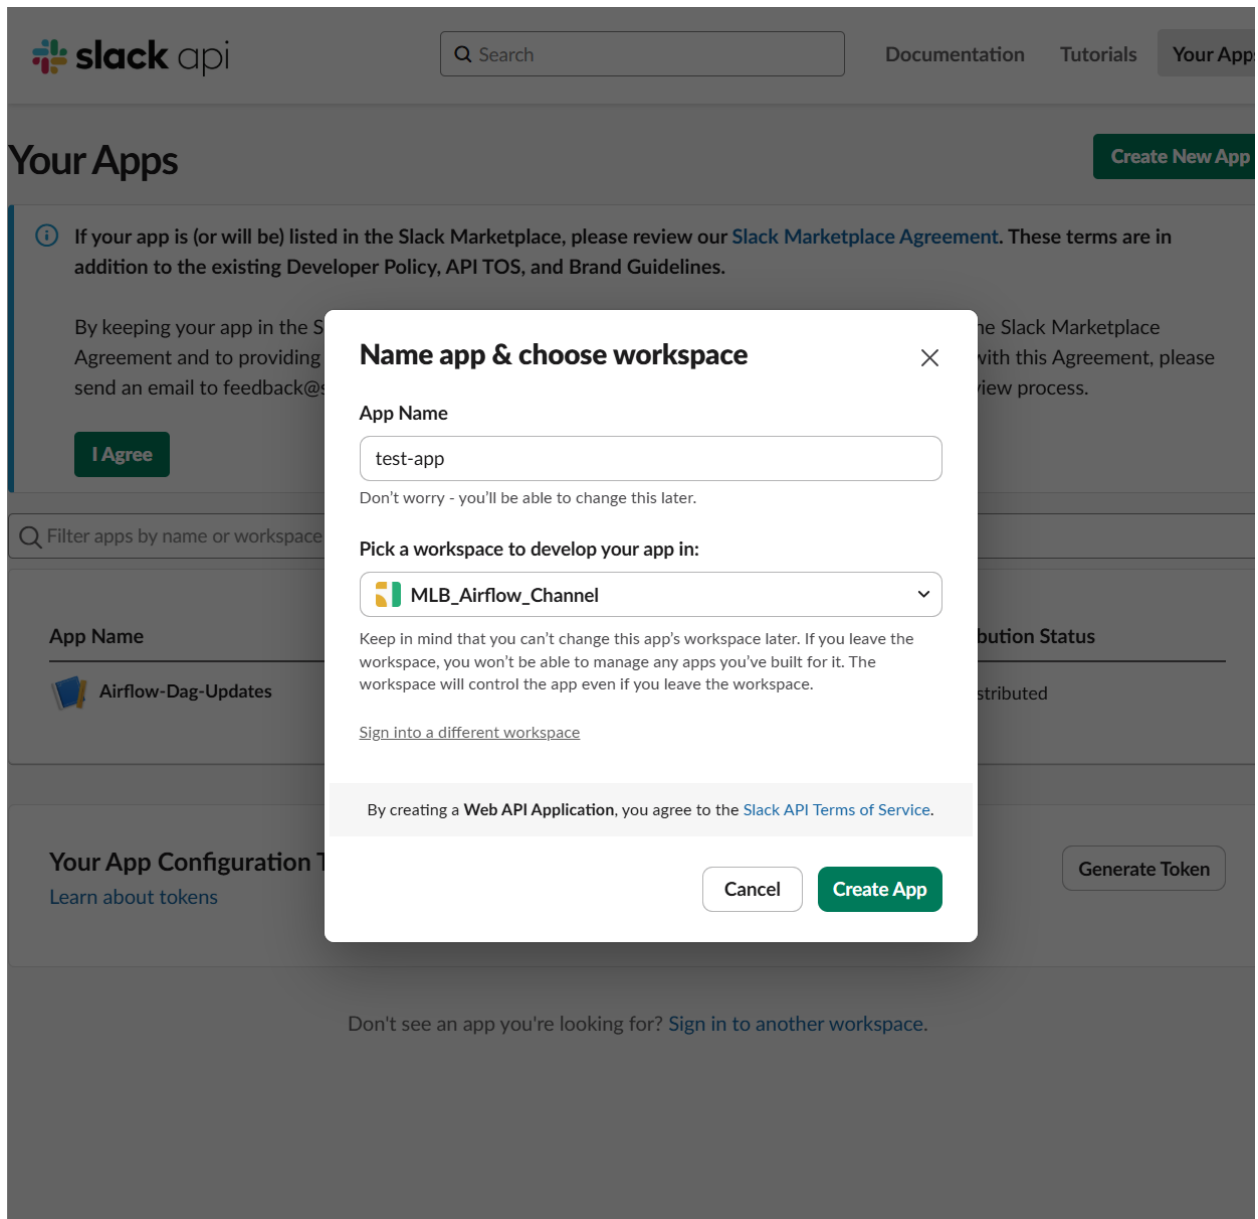 slack api
Search
Documentation
Tutorials
Your Apps
Your Apps
Create New App
If your app is (or will be) listed in the Slack Marketplace, please review our Slack Marketplace Agreement. These terms are in
addition to the existing Developer Policy, API TOS, and Brand Guidelines.
By keeping your app in the
Slack Marketplace
Agreement and to providing
with this Agreement, please
send an email to feedback@
process.
I Agree
Filter apps by name or workspace
App Name
Status
Airflow-Dag-Updates
Your App Configuration
Learn about tokens
Generate Token
Name app & choose workspace
App Name
test-app
Don't worry - you'll be able to change this later.
Pick a workspace to develop your app in:
MLB_Airflow_Channel
Keep in mind that you can't change this app's workspace later. If you leave the
workspace, you won't be able to manage any apps you've built for it. The
workspace will control the app even if you leave the workspace.
Sign into a different workspace
By creating a Web API Application, you agree to the Slack API Terms of Service.
Cancel
Create App
Don't see an app you're looking for? Sign in to another workspace.